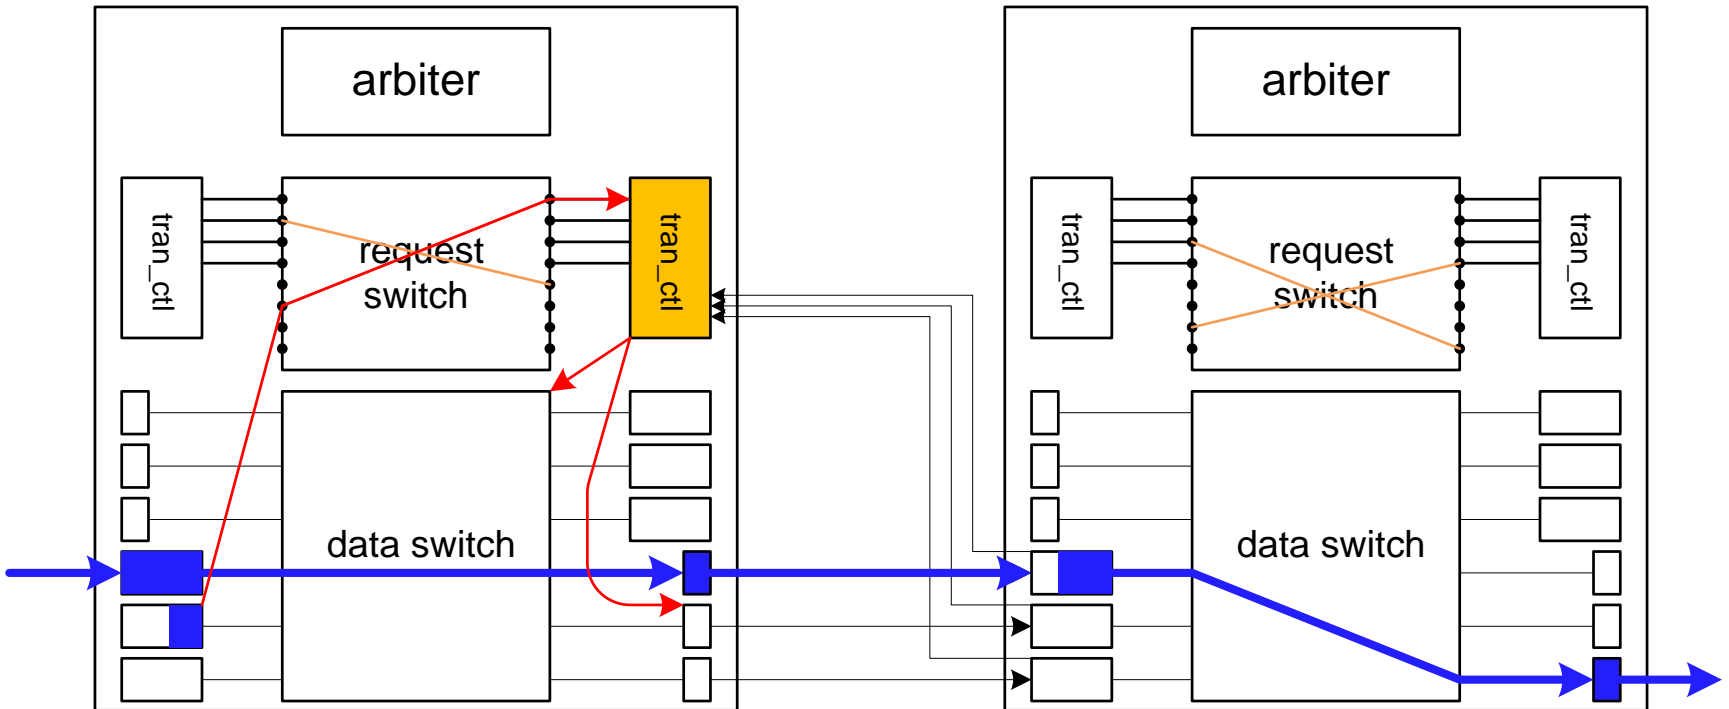 arbiter
tran_ctl
request
switch
tran_ctl
data switch
arbiter
tran_ctl
request
switch
tran_ctl
data switch